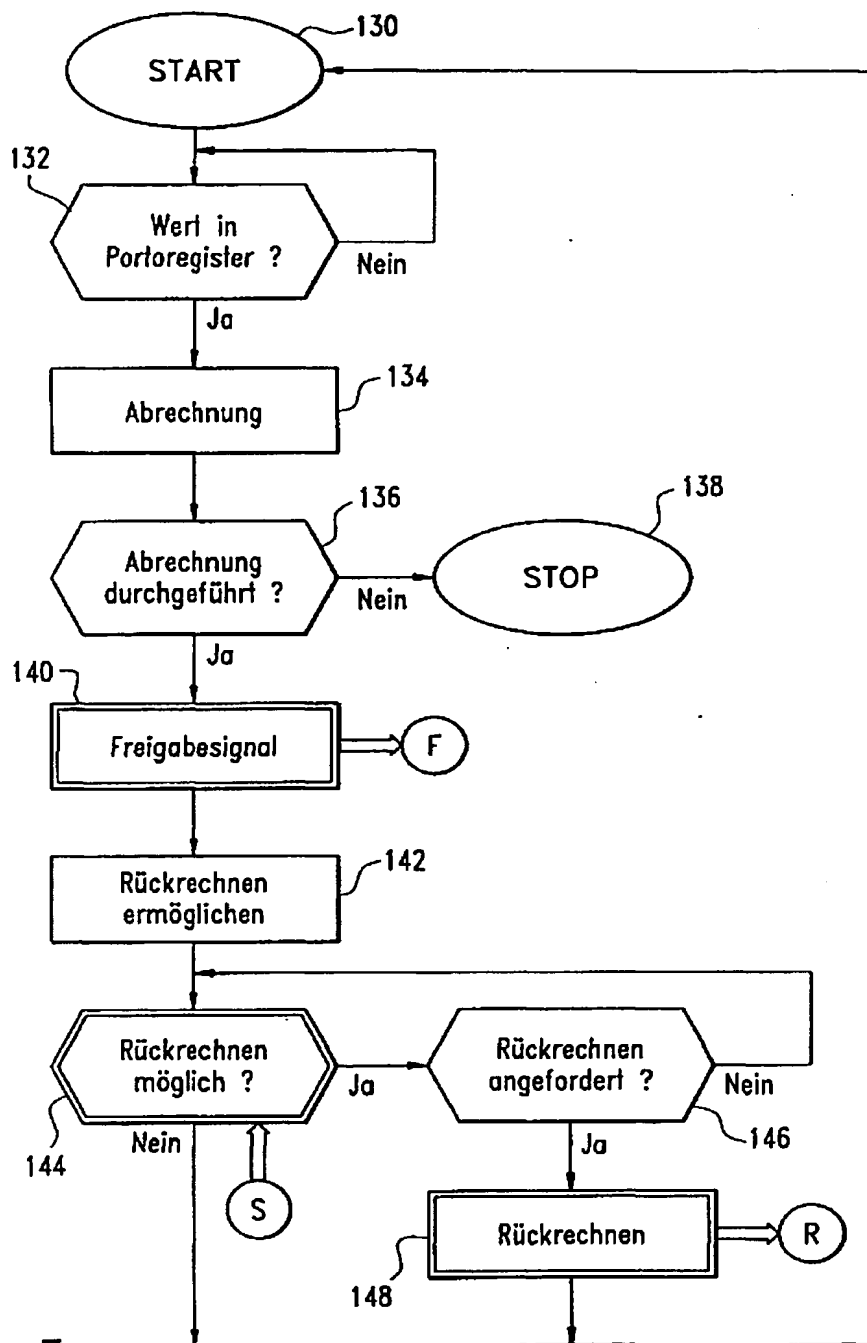 130
START
132
Wert in
Portoregister ?
Nein
Ja
134
Abrechnung
136
138
Abrechnung
durchgeführt ?
Nein
STOP
Ja
140
Freigabesignal
F
142
Rückrechnen
ermöglichen
Rückrechnen
möglich ?
Ja
Rückrechnen
angefordert ?
Nein
144
Nein
146
Ja
S
Rückrechnen
R
148